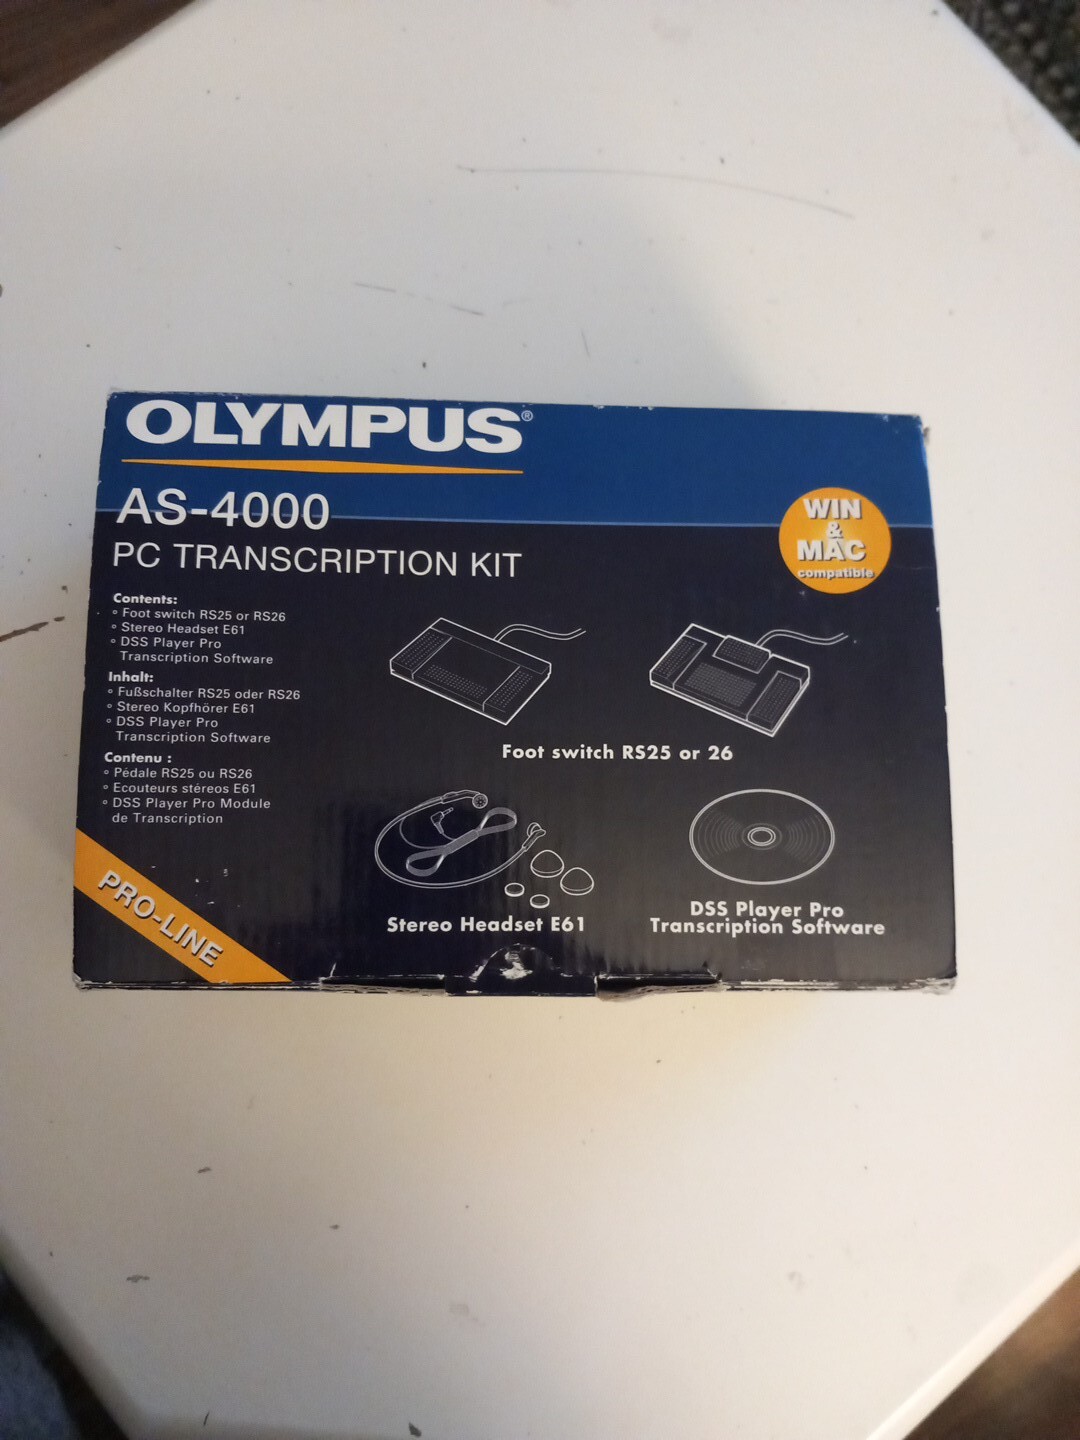 OLYMPUS®
AS-4000
PC TRANSCRIPTION KIT
WIN
&
MAC
compatible
Contents:
° Foot switch RS25 or RS26
° Stereo Headset E61
° DSS Player Pro
Transcription Software
Inhalt:
° Fußschalter RS25 oder RS26
° Stereo Kopfhörer E61
° DSS Player Pro
Transcription Software
Contenu :
° Pédale RS25 ou RS26
° Ecouteurs stéreos E61
° DSS Player Pro Module
de Transcription
Foot switch RS25 or 26
Stereo Headset E61
DSS Player Pro
Transcription Software
PRO-LINE